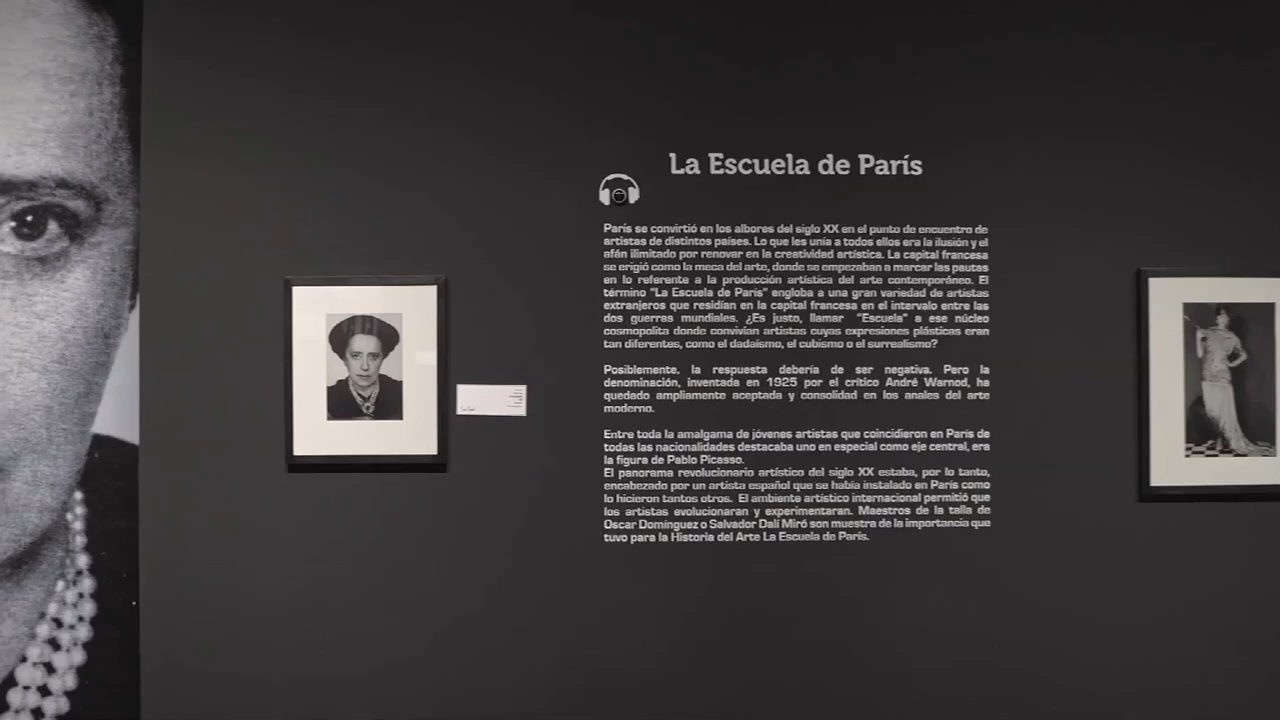 La Escuela de París
París se convirtió en los albores del siglo XX en el punto de encuentro de
artistas de distintos países. Lo que les unía a todos ellos era la ilusión y el
afán ilimitado por renovar en la creatividad artística. La capital francesa
se erigió como la meca del arte, donde se empezaban a marcar las pautas
en lo referente a la producción artística del arte contemporáneo. El
término "La Escuela de París" engloba a una gran variedad de artistas
extranjeros que residían en la capital francesa en el intervalo entre las
dos guerras mundiales. ¿Es justo, llamar "Escuela" a ese núcleo
cosmopolita donde convivían artistas cuyas expresiones plásticas eran
tan diferentes, como el dadaísmo, el cubismo o el surrealismo?
Posiblemente, la respuesta debería de ser negativa. Pero la
denominación, inventada en 1925 por el crítico André Warnod, ha
quedado ampliamente aceptada y consolidad en los anales del arte
moderno.
Entre toda la amalgama de jóvenes artistas que coincidieron en París de
todas las nacionalidades destacaba uno en especial como eje central, era
la figura de Pablo Picasso.
El panorama revolucionario artístico del siglo XX estaba, por lo tanto,
encabezado por un artista español que se había instalado en París como
lo hicieron tantos otros. El ambiente artístico internacional permitió que
los artistas evolucionaran y experimentaran. Maestros de la talla de
Oscar Domínguez o Salvador Dalí Miró son muestra de la importancia que
tuvo para la Historia del Arte La Escuela de París.